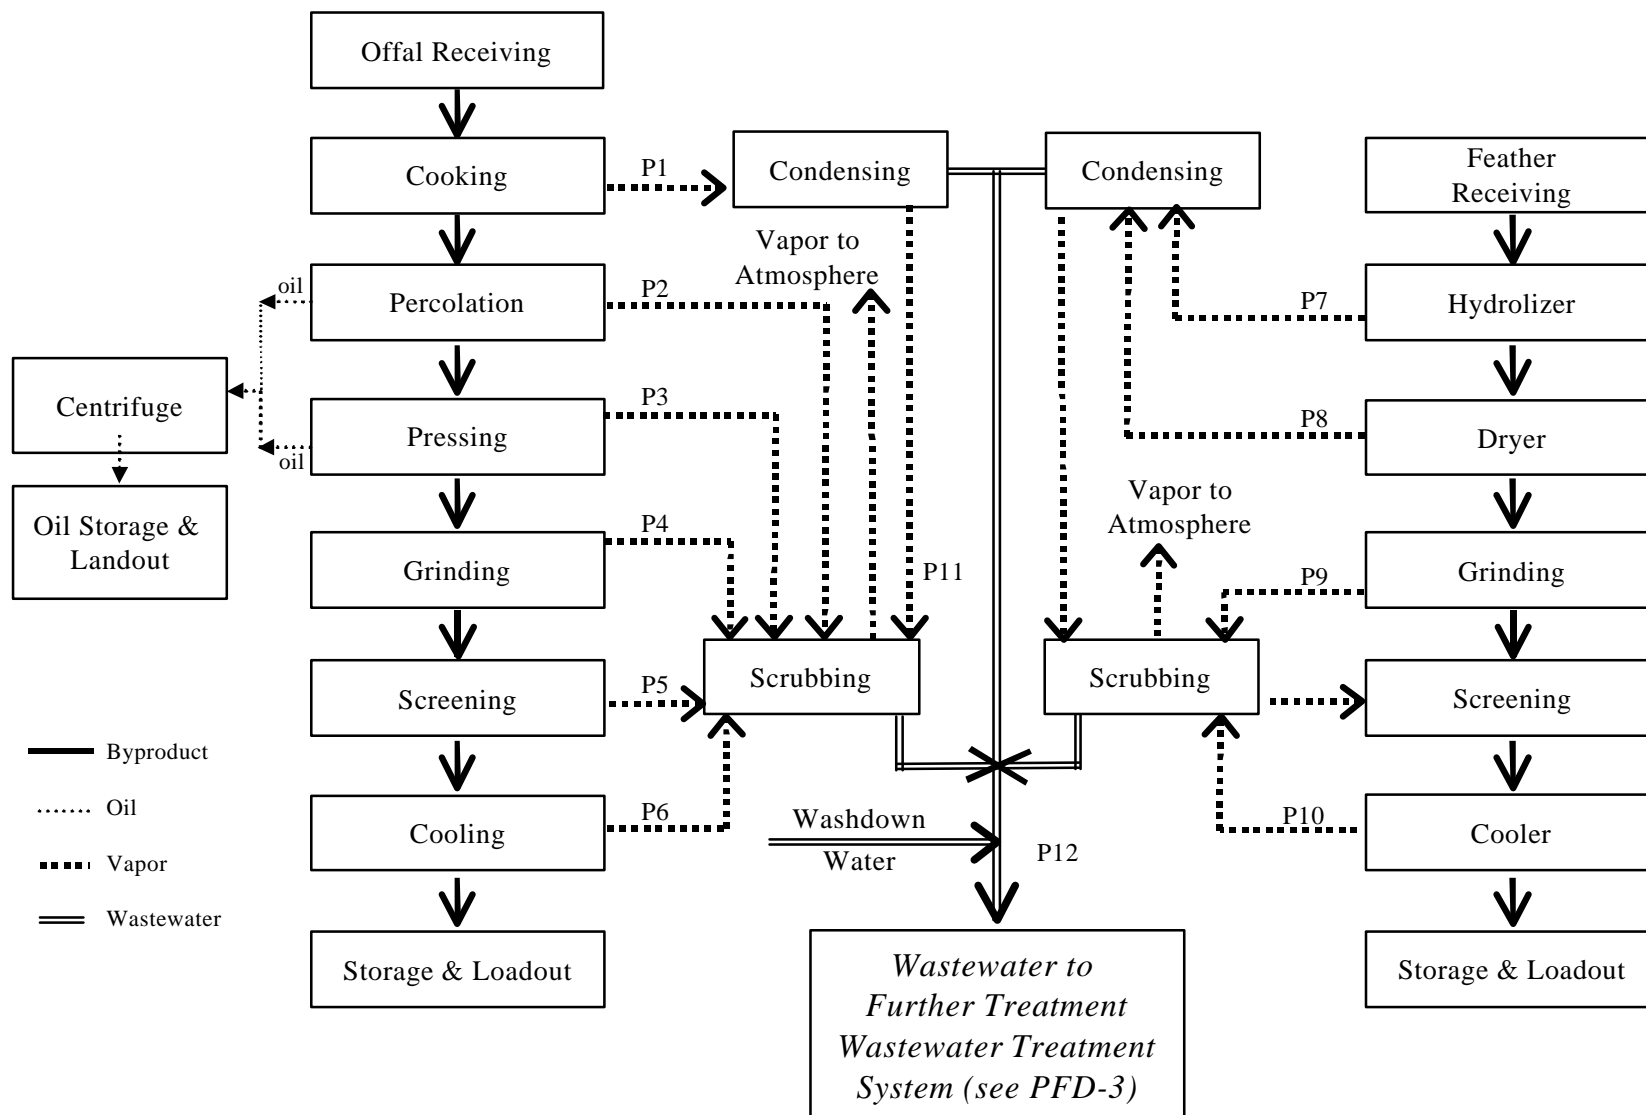 Offal Receiving
Cooking
Percolation
Pressing
Grinding
Screening
Cooling
Storage & Loadout
oil
oil
Centrifuge
Oil Storage &
Landout
Byproduct
Oil
Vapor
Wastewater
P1
P2
P3
P4
P5
P6
Condensing
Condensing
Vapor to
Atmosphere
P11
Scrubbing
Scrubbing
Vapor to
Atmosphere
Washdown
Water
P12
Wastewater to
Further Treatment
Wastewater Treatment
System (see PFD-3)
P7
P8
P9
P10
Feather
Receiving
Hydrolizer
Dryer
Grinding
Screening
Cooler
Storage & Loadout